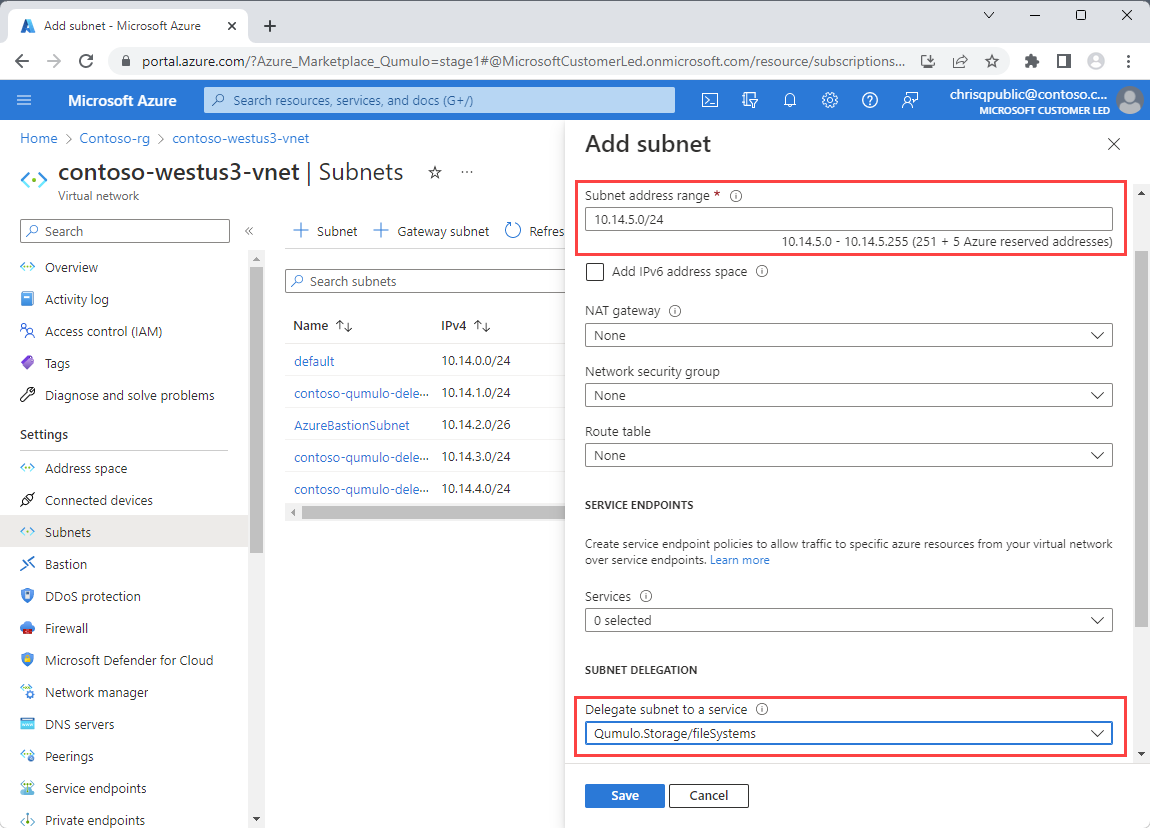 Add subnet - Microsoft Azure
portal.azure.com/?Azure_Marketplace_Qumulo=stage1#@MicrosoftCustomerLed.onmicrosoft.com/resource/subscriptions...
Microsoft Azure
Search resources, services, and docs (G+/)
chrisqpublic@contoso.c...
MICROSOFT CUSTOMER LED
Home > Contoso-rg > contoso-westus3-vnet
contoso-westus3-vnet | Subnets
Virtual network
Search
Overview
Activity log
Access control (IAM)
Tags
Diagnose and solve problems
Settings
Address space
Connected devices
Subnets
Bastion
DDoS protection
Firewall
Microsoft Defender for Cloud
Network manager
DNS servers
Peerings
Service endpoints
Private endpoints
Subnet Gateway subnet Refres
Search subnets
Name IPv4
default 10.14.0.0/24
contoso-qumulo-dele... 10.14.1.0/24
AzureBastionSubnet 10.14.2.0/26
contoso-qumulo-dele... 10.14.3.0/24
contoso-qumulo-dele... 10.14.4.0/24
Add subnet
Subnet address range *
10.14.5.0/24
10.14.5.0 - 10.14.5.255 (251 + 5 Azure reserved addresses)
Add IPv6 address space
NAT gateway
None
Network security group
None
Route table
None
SERVICE ENDPOINTS
Create service endpoint policies to allow traffic to specific azure resources from your virtual network
over service endpoints. Learn more
Services
0 selected
SUBNET DELEGATION
Delegate subnet to a service
Qumulo.Storage/fileSystems
Save Cancel